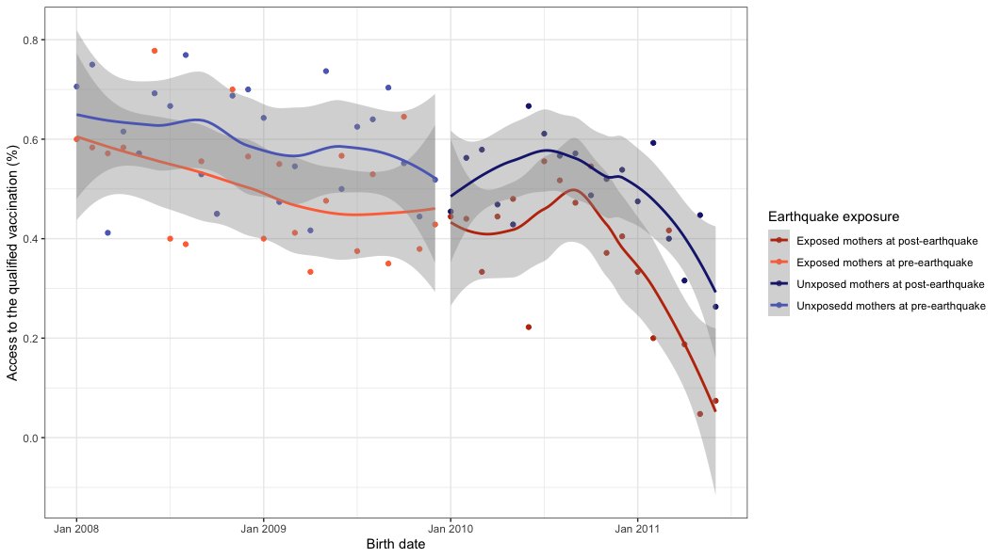 Access to the qualified vaccination (%)
0.8
0.6
0.4
0.2
0.0
Jan 2008
Jan 2009
Jan 2010
Jan 2011
Birth date
Earthquake exposure
Exposed mothers at post-earthquake
Exposed mothers at pre-earthquake
Unxposed mothers at post-earthquake
Unxposedd mothers at pre-earthquake